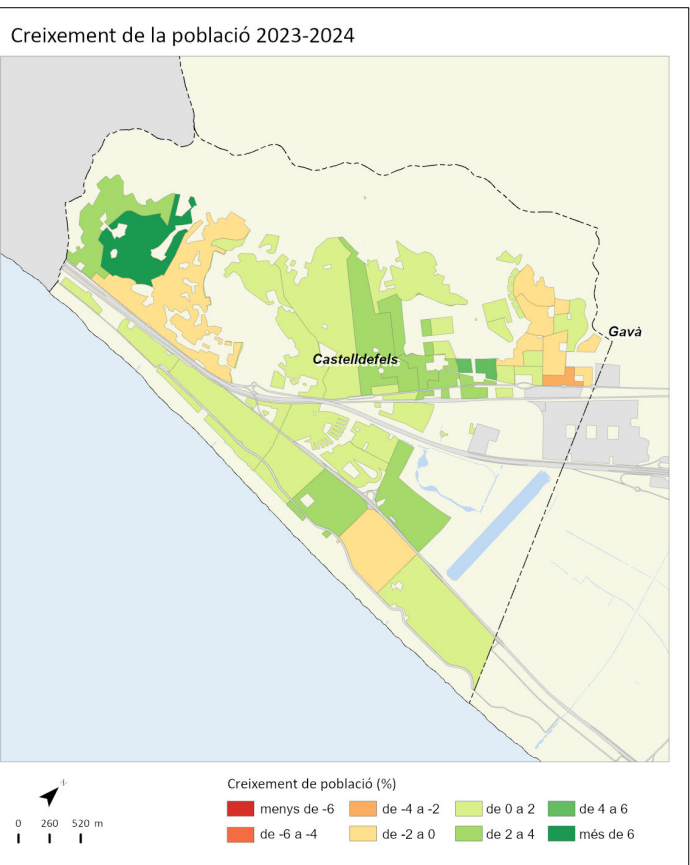 Creixement de la població 2023-2024
Gavà
Castelldefels
N
0 260 520 m
Creixement de població (%)
menys de -6 de -4 a -2 de 0 a 2 de 4 a 6
de -6 a -4 de -2 a 0 de 2 a 4 més de 6